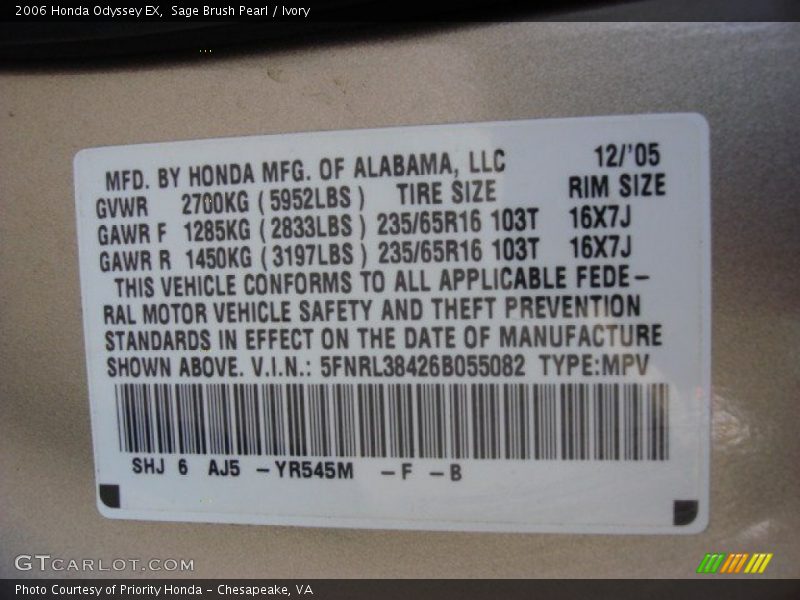 2006 Honda Odyssey EX,  Sage Brush Pearl / Ivory
MFD. BY HONDA MFG. OF ALABAMA, LLC 12/'05
GVWR 2700KG ( 5952LBS ) TIRE SIZE RIM SIZE
GAWR F 1285KG ( 2833LBS ) 235/65R16 103T 16X7J
GAWR R 1450KG ( 3197LBS ) 235/65R16 103T 16X7J
THIS VEHICLE CONFORMS TO ALL APPLICABLE FEDE-
RAL MOTOR VEHICLE SAFETY AND THEFT PREVENTION
STANDARDS IN EFFECT ON THE DATE OF MANUFACTURE
SHOWN ABOVE. V.I.N.: 5FNRL38426B055082 TYPE:MPV
SHJ 6 AJ5 -YR545M -F -B
GTCARLOT.COM
Photo Courtesy of Priority Honda - Chesapeake, VA